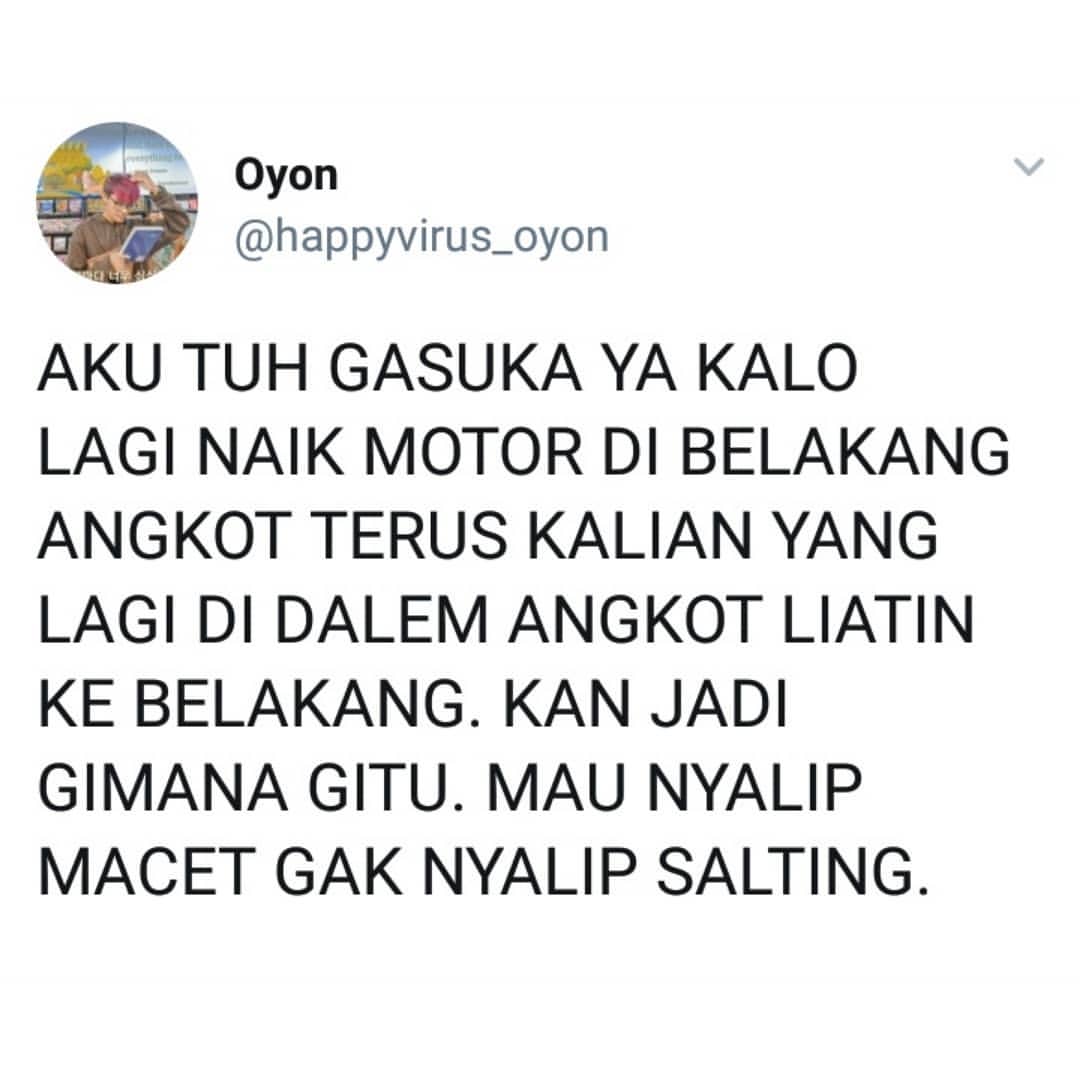 Oyon
@happyvirus_oyon
AKU TUH GASUKA YA KALO
LAGI NAIK MOTOR DI BELAKANG
ANGKOT TERUS KALIAN YANG
LAGI DI DALEM ANGKOT LIATIN
KE BELAKANG. KAN JADI
GIMANA GITU. MAU NYALIP
MACET GAK NYALIP SALTING.